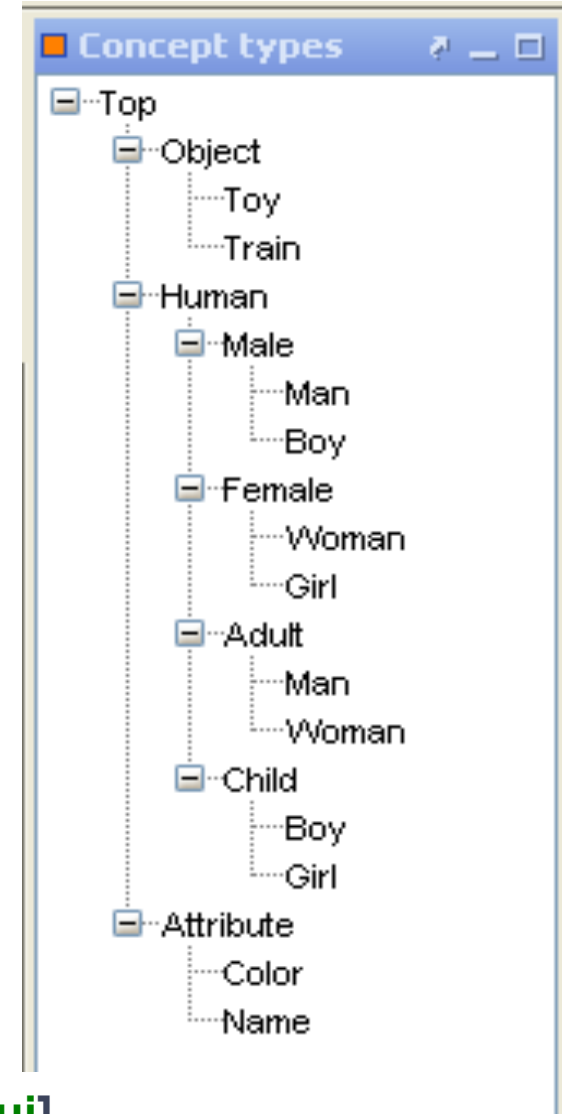 Concept types
Top
Object
Toy
Train
Human
Male
Man
Boy
Female
Woman
Girl
Adult
Man
Woman
Child
Boy
Girl
Attribute
Color
Name